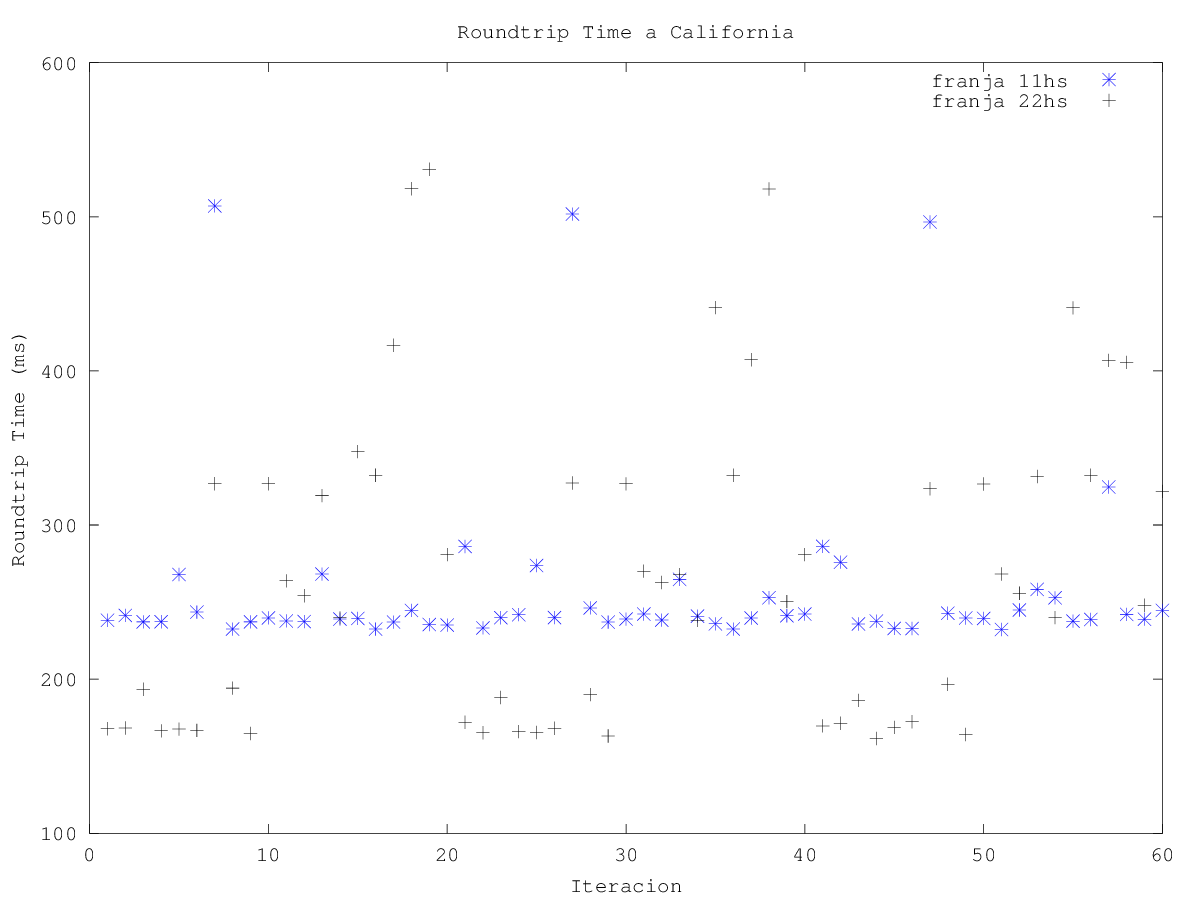 Roundtrip Time a California
600
franja 11hs
franja 22hs
500
400
Roundtrip Time (ms)
300
200
100
0 10 20 30 40 50 60
Iteracion